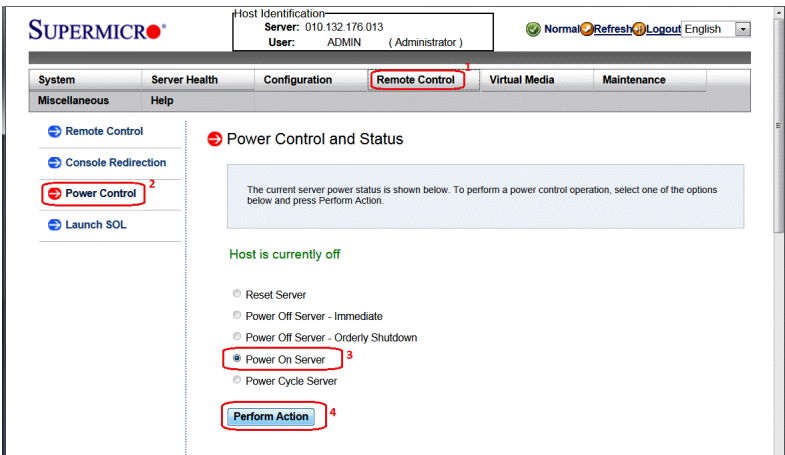 Host Identification
SUPERMICRO
Server: 010.132.176.013
User: ADMIN ( Administrator )
Normal Refresh Logout English
System Server Health Configuration Remote Control 1 Virtual Media Maintenance
Miscellaneous Help
Remote Control
Console Redirection
Power Control 2
Launch SOL
Power Control and Status
The current server power status is shown below. To perform a power control operation, select one of the options
below and press Perform Action.
Host is currently off
Reset Server
Power Off Server - Immediate
Power Off Server - Orderly Shutdown
Power On Server 3
Power Cycle Server
Perform Action 4